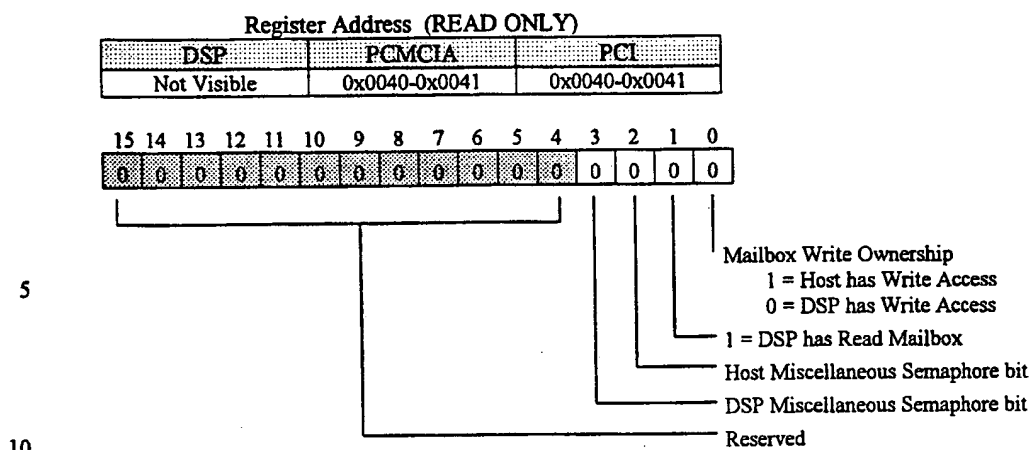 Register Address (READ ONLY)
DSP PCMCIA PCI
Not Visible 0x0040-0x0041 0x0040-0x0041
15 14 13 12 11 10 9 8 7 6 5 4 3 2 1 0
0 0 0 0 0 0 0 0 0 0 0 0 0 0 0 0
Mailbox Write Ownership
5 1 = Host has Write Access
0 = DSP has Write Access
1 = DSP has Read Mailbox
Host Miscellaneous Semaphore bit
DSP Miscellaneous Semaphore bit
10 Reserved